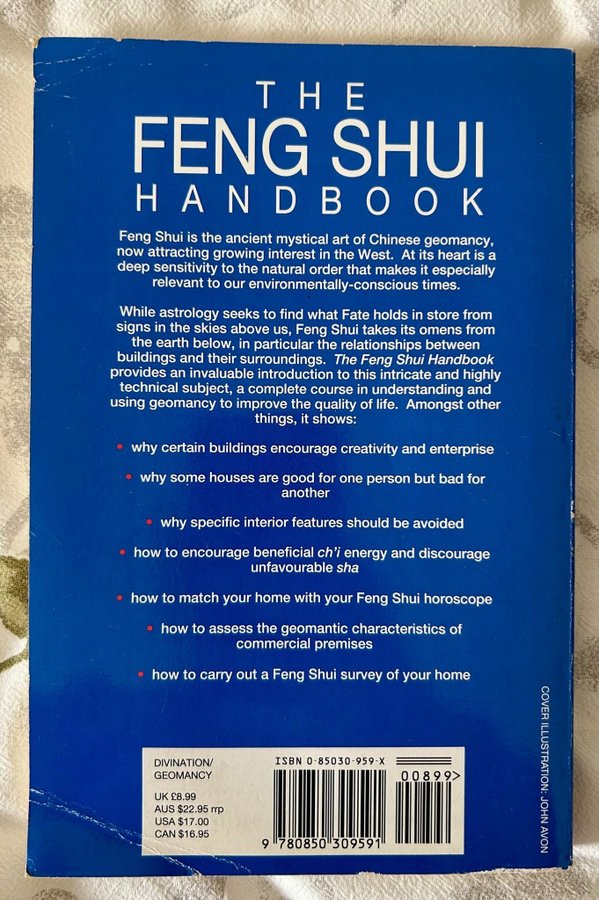 THE
FENG SHUI
HANDBOOK
Feng Shui is the ancient mystical art of Chinese geomancy,
now attracting growing interest in the West. At its heart is a
deep sensitivity to the natural order that makes it especially
relevant to our environmentally-conscious times.
While astrology seeks to find what Fate holds in store from
signs in the skies above us, Feng Shui takes its omens from
the earth below, in particular the relationships between
buildings and their surroundings. The Feng Shui Handbook
provides an invaluable introduction to this intricate and highly
technical subject, a complete course in understanding and
using geomancy to improve the quality of life. Amongst other
things, it shows:
• why certain buildings encourage creativity and enterprise
• why some houses are good for one person but bad for
another
• why specific interior features should be avoided
• how to encourage beneficial ch'i energy and discourage
unfavourable sha
• how to match your home with your Feng Shui horoscope
• how to assess the geomantic characteristics of
commercial premises
• how to carry out a Feng Shui survey of your home
COVER ILLUSTRATION: JOHN AVON
DIVINATION/
GEOMANCY
UK £8.99
AUS $22.95 rrp
USA $17.00
CAN $16.95
ISBN 0-85030-959-X
00899>
9 780850 309591